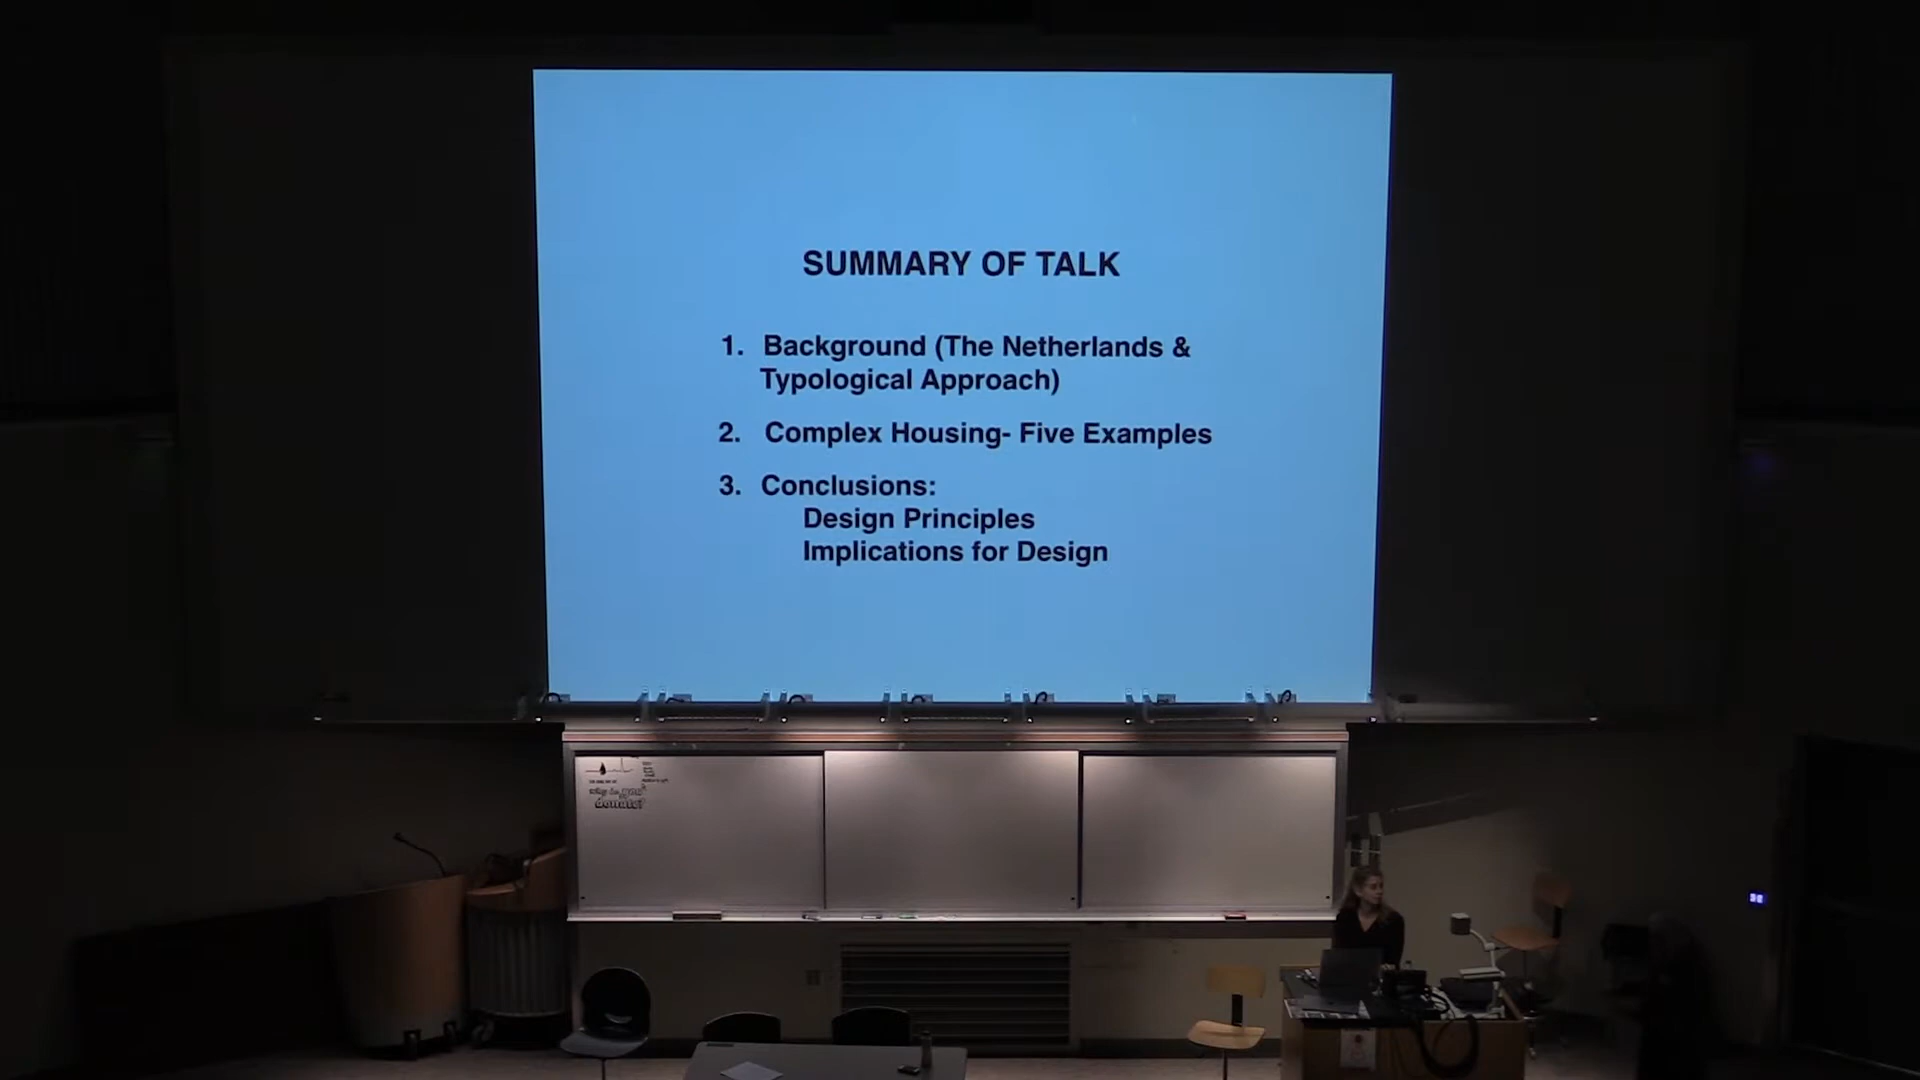 SUMMARY OF TALK
1. Background (The Netherlands &
Typological Approach)
2. Complex Housing- Five Examples
3. Conclusions:
Design Principles
Implications for Design
donate?